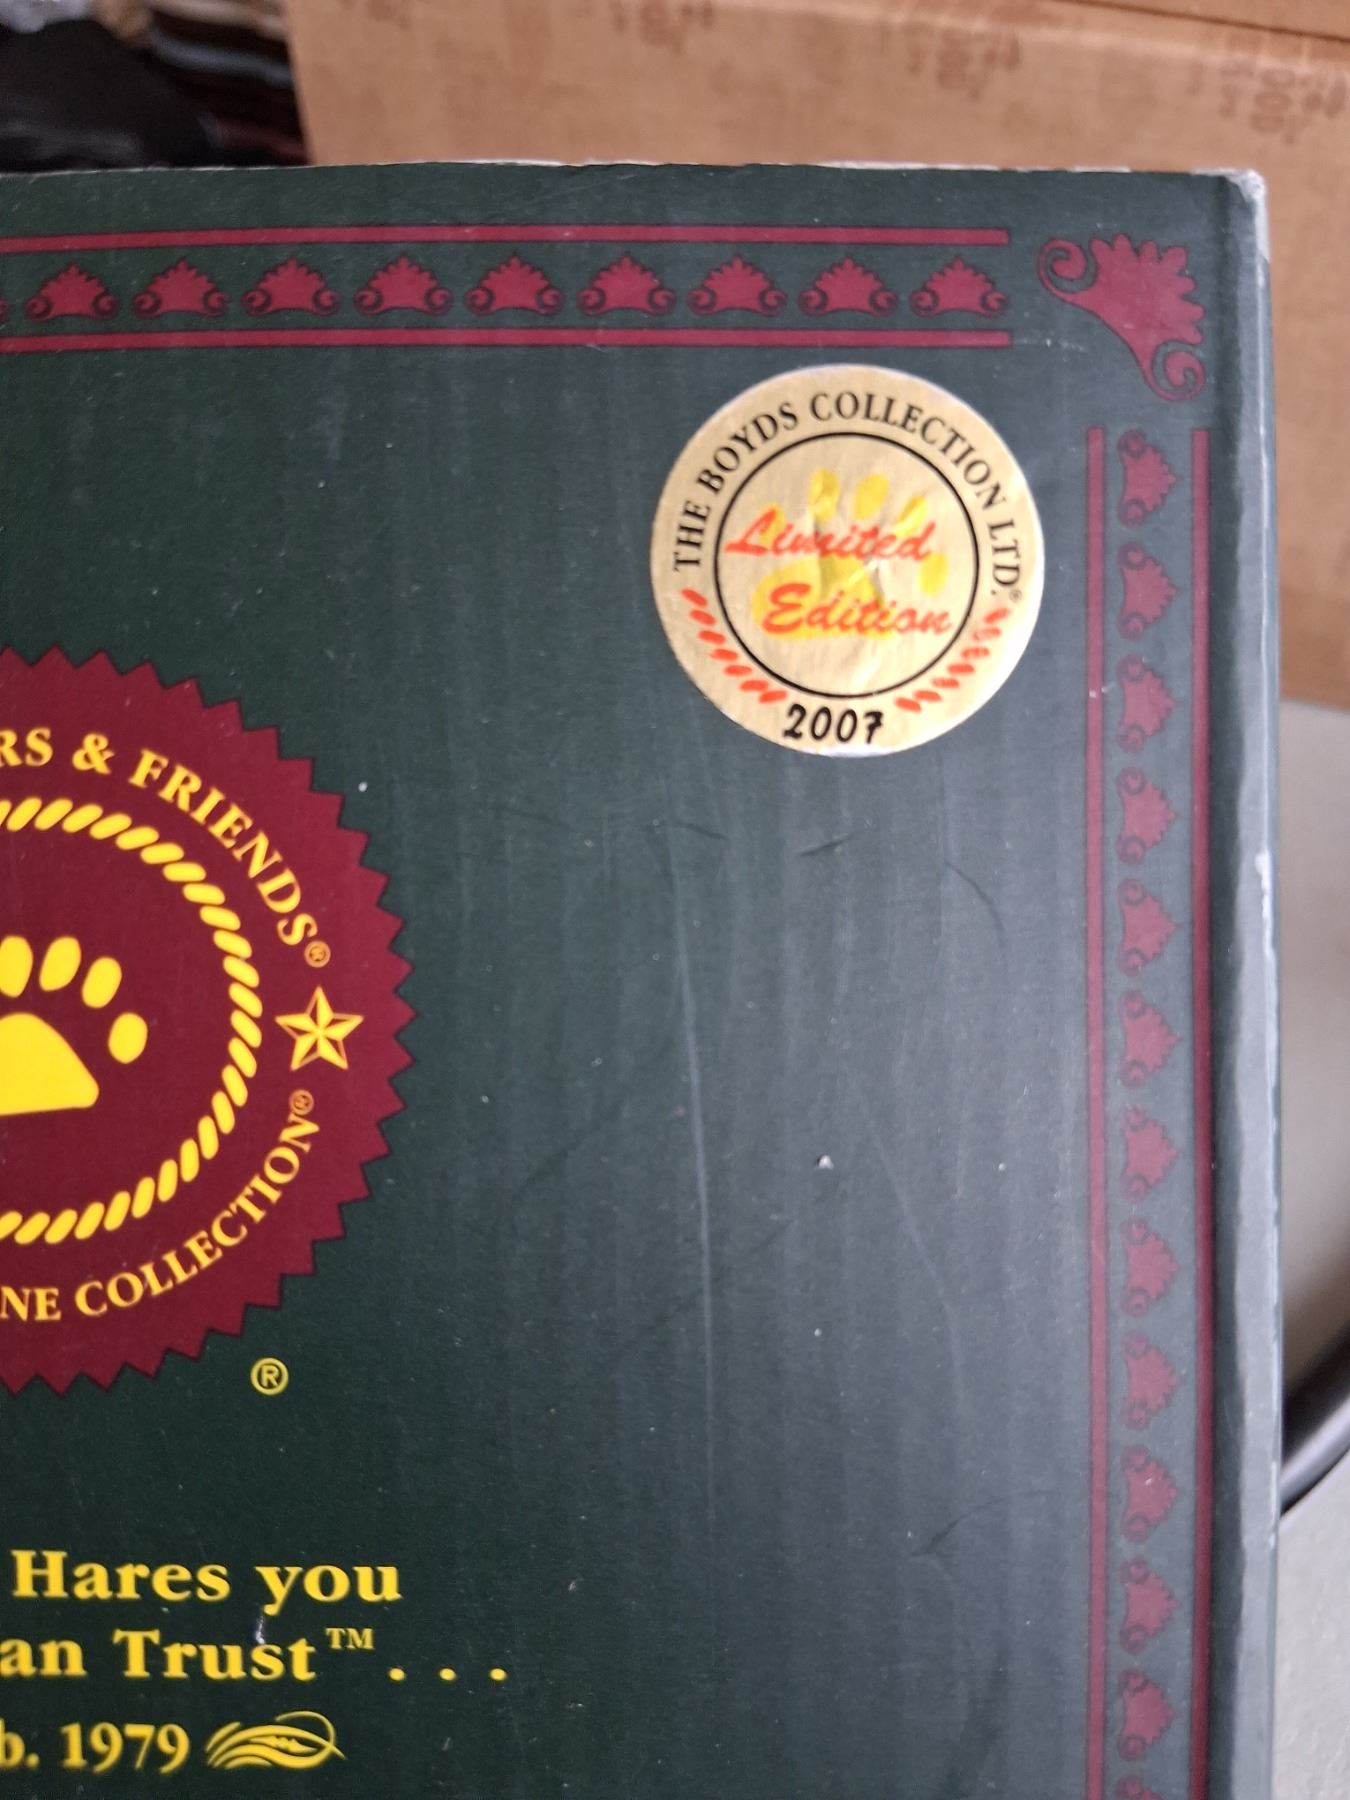 THE BOYDS COLLECTION LTD.®
Limited
Edition
2007
RS & FRIENDS®
NE COLLECTION®
®
Hares you
an Trust™...
b. 1979